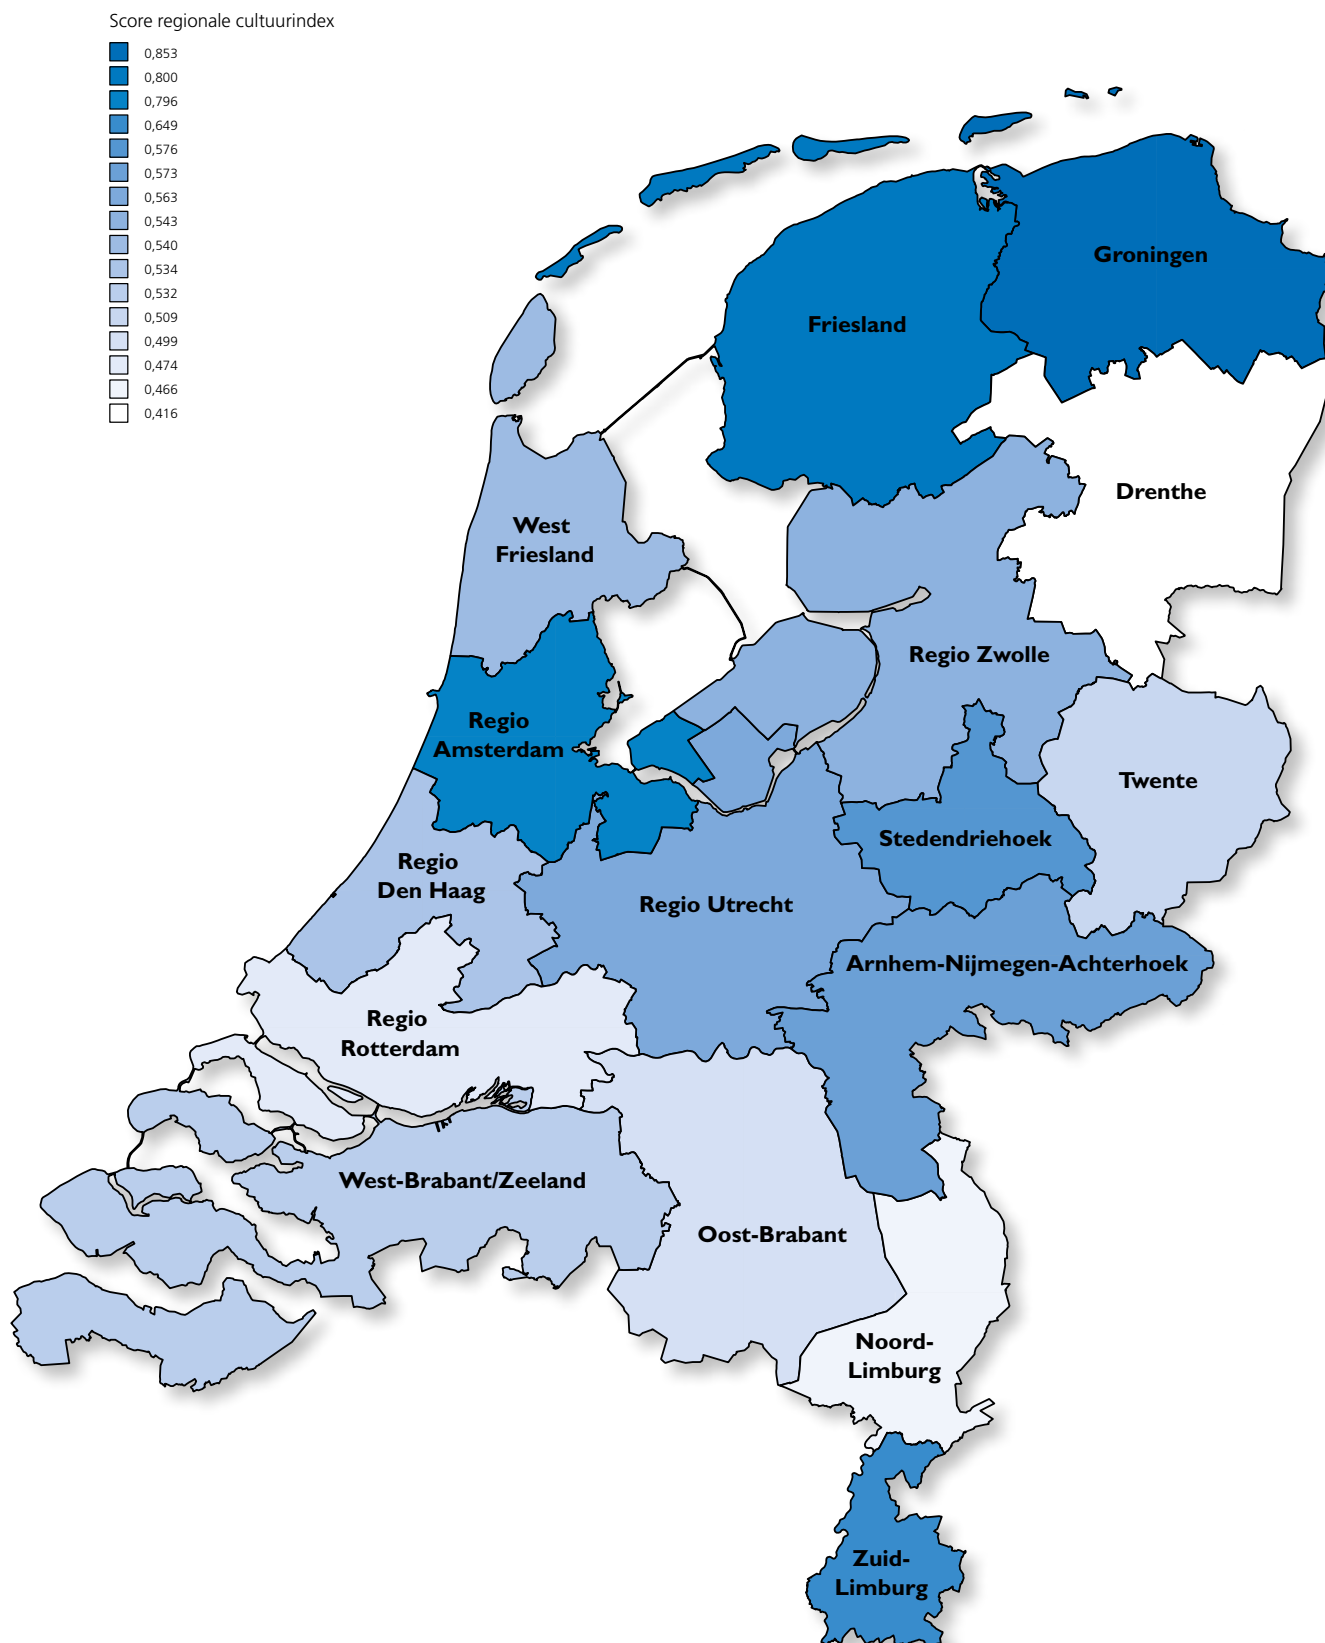 Score regionale cultuurindex
0,853
0,800
0,796
0,649
0,576
0,573
0,563
0,543
0,540
0,534
0,532
0,509
0,499
0,474
0,466
0,416
Groningen
Friesland
Drenthe
West
Friesland
Regio Zwolle
Regio
Amsterdam
Twente
Stedendriehoek
Regio
Den Haag
Regio Utrecht
Arnhem-Nijmegen-Achterhoek
Regio
Rotterdam
West-Brabant/Zeeland
Oost-Brabant
Noord-
Limburg
Zuid-
Limburg